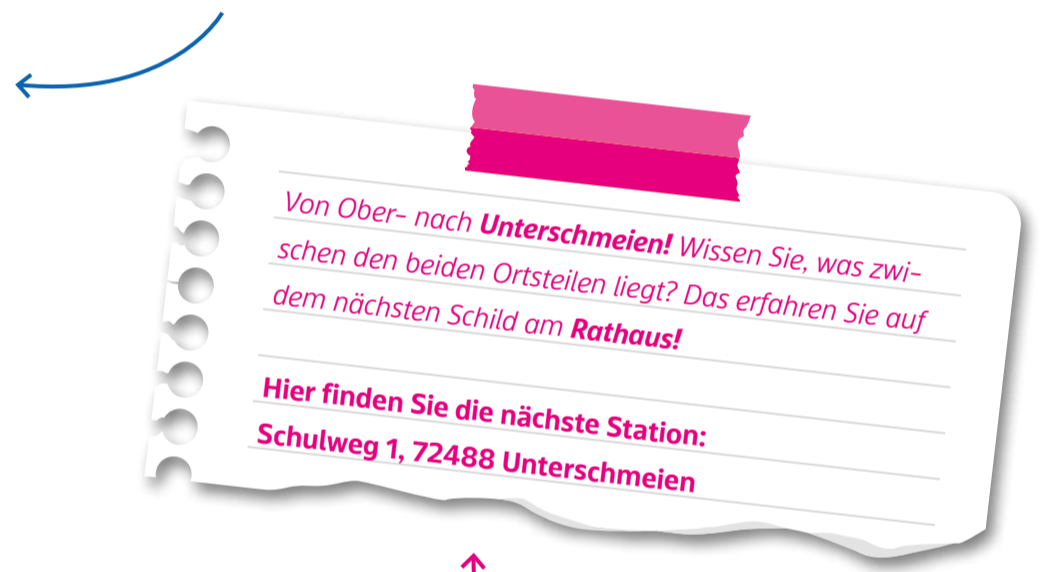 Von Ober- nach Unterschmeien! Wissen Sie, was zwi-
schen den beiden Ortsteilen liegt? Das erfahren Sie auf
dem nächsten Schild am Rathaus!
Hier finden Sie die nächste Station:
Schulweg 1, 72488 Unterschmeien